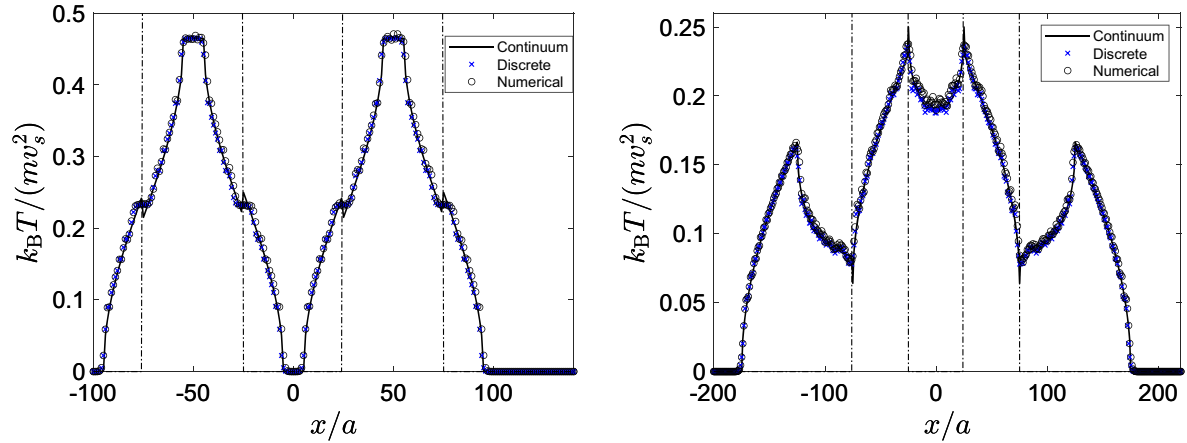 0.5
0.4
0.3
0.2
0.1
0
k_B T/(mv_s^2)
-100
-50
0
50
100
x/a
Continuum
Discrete
Numerical
0.25
0.2
0.15
0.1
0.05
0
k_B T/(mv_s^2)
-200
-100
0
100
200
x/a
Continuum
Discrete
Numerical